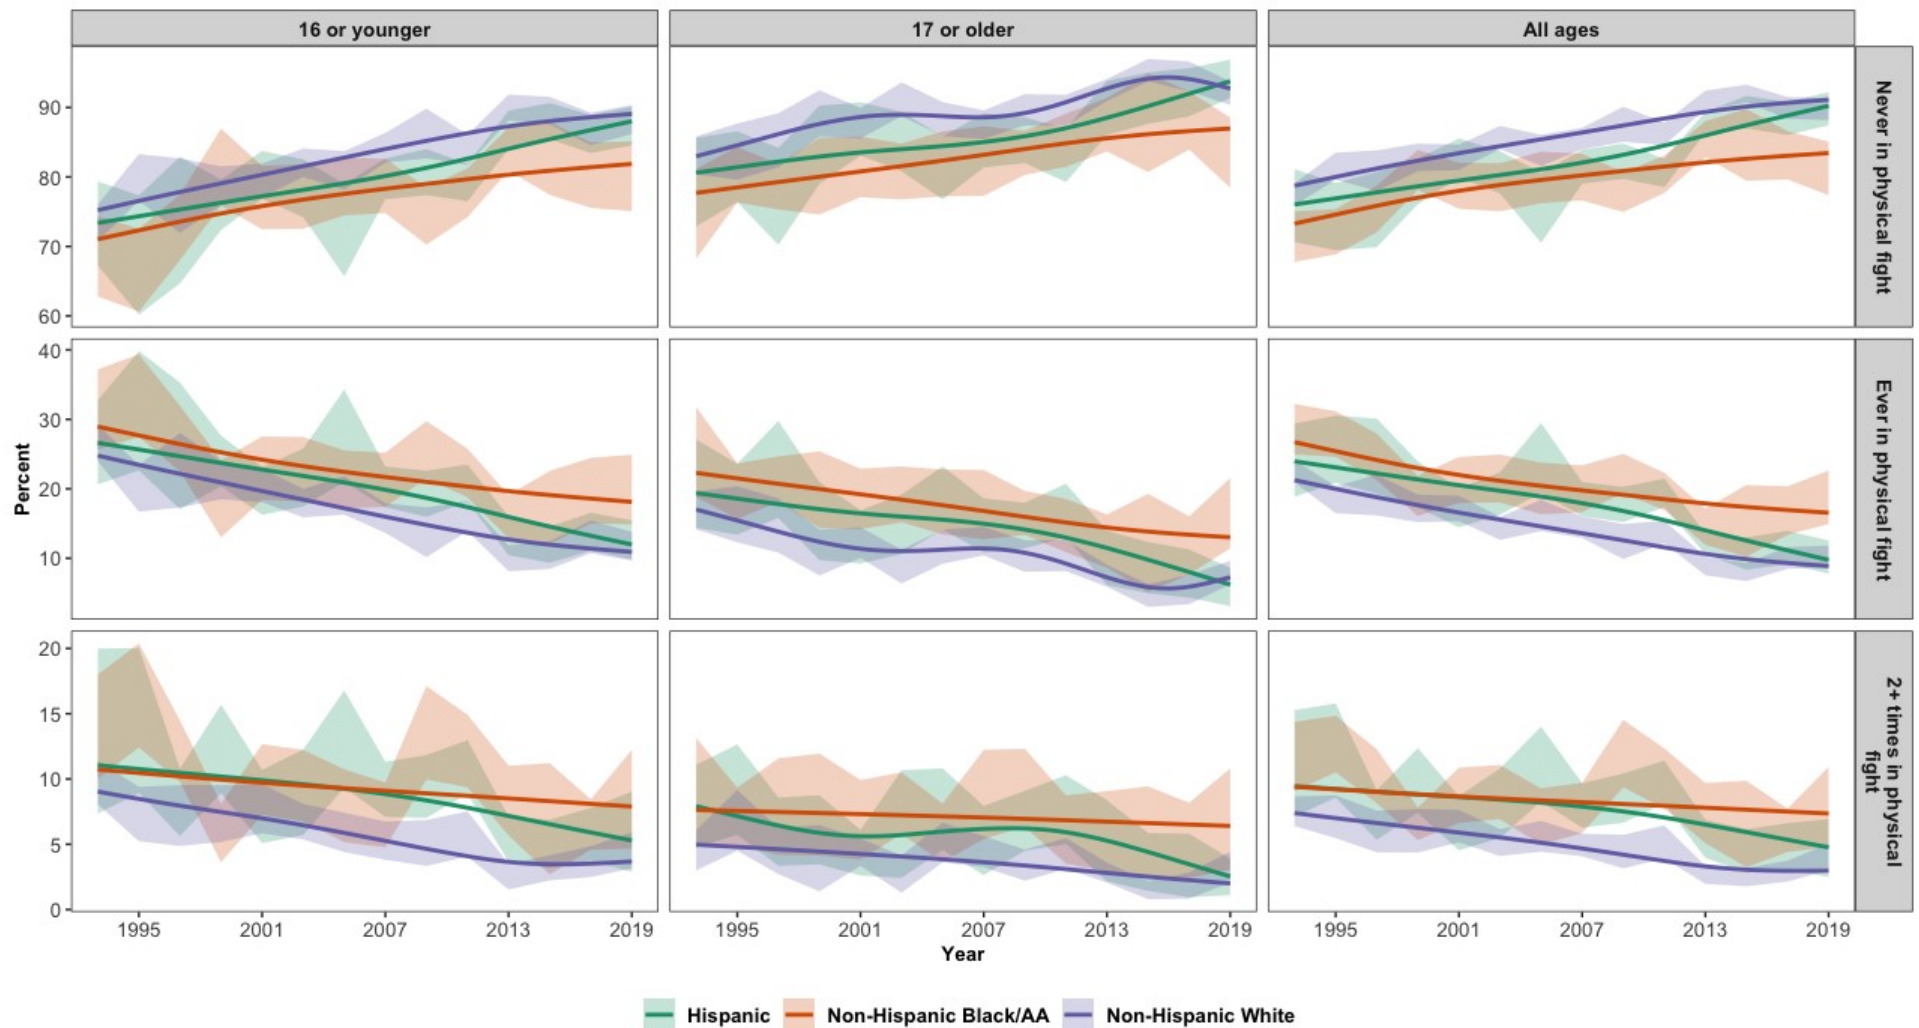 16 or younger
17 or older
All ages
90
80
70
60
Never in physical fight
40
30
20
10
Ever in physical fight
20
15
10
5
0
2+ times in physical
fight
Percent
1995 2001 2007 2013 2019
1995 2001 2007 2013 2019
1995 2001 2007 2013 2019
Year
Hispanic Non-Hispanic Black/AA Non-Hispanic White